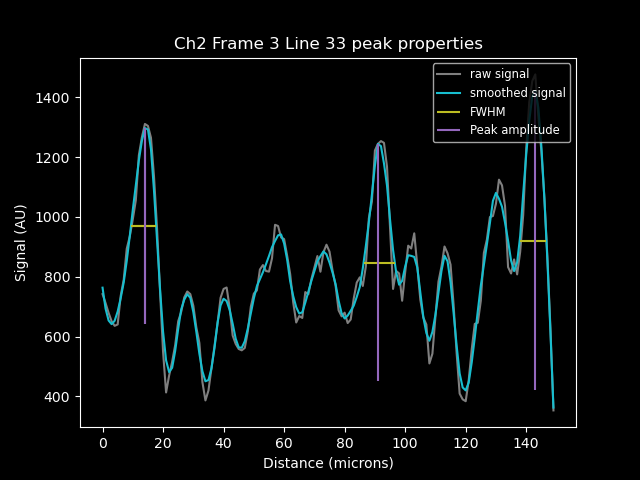 Ch2 Frame 3 Line 33 peak properties
raw signal
smoothed signal
FWHM
Peak amplitude
Signal (AU)
1400
1200
1000
800
600
400
0 20 40 60 80 100 120 140
Distance (microns)